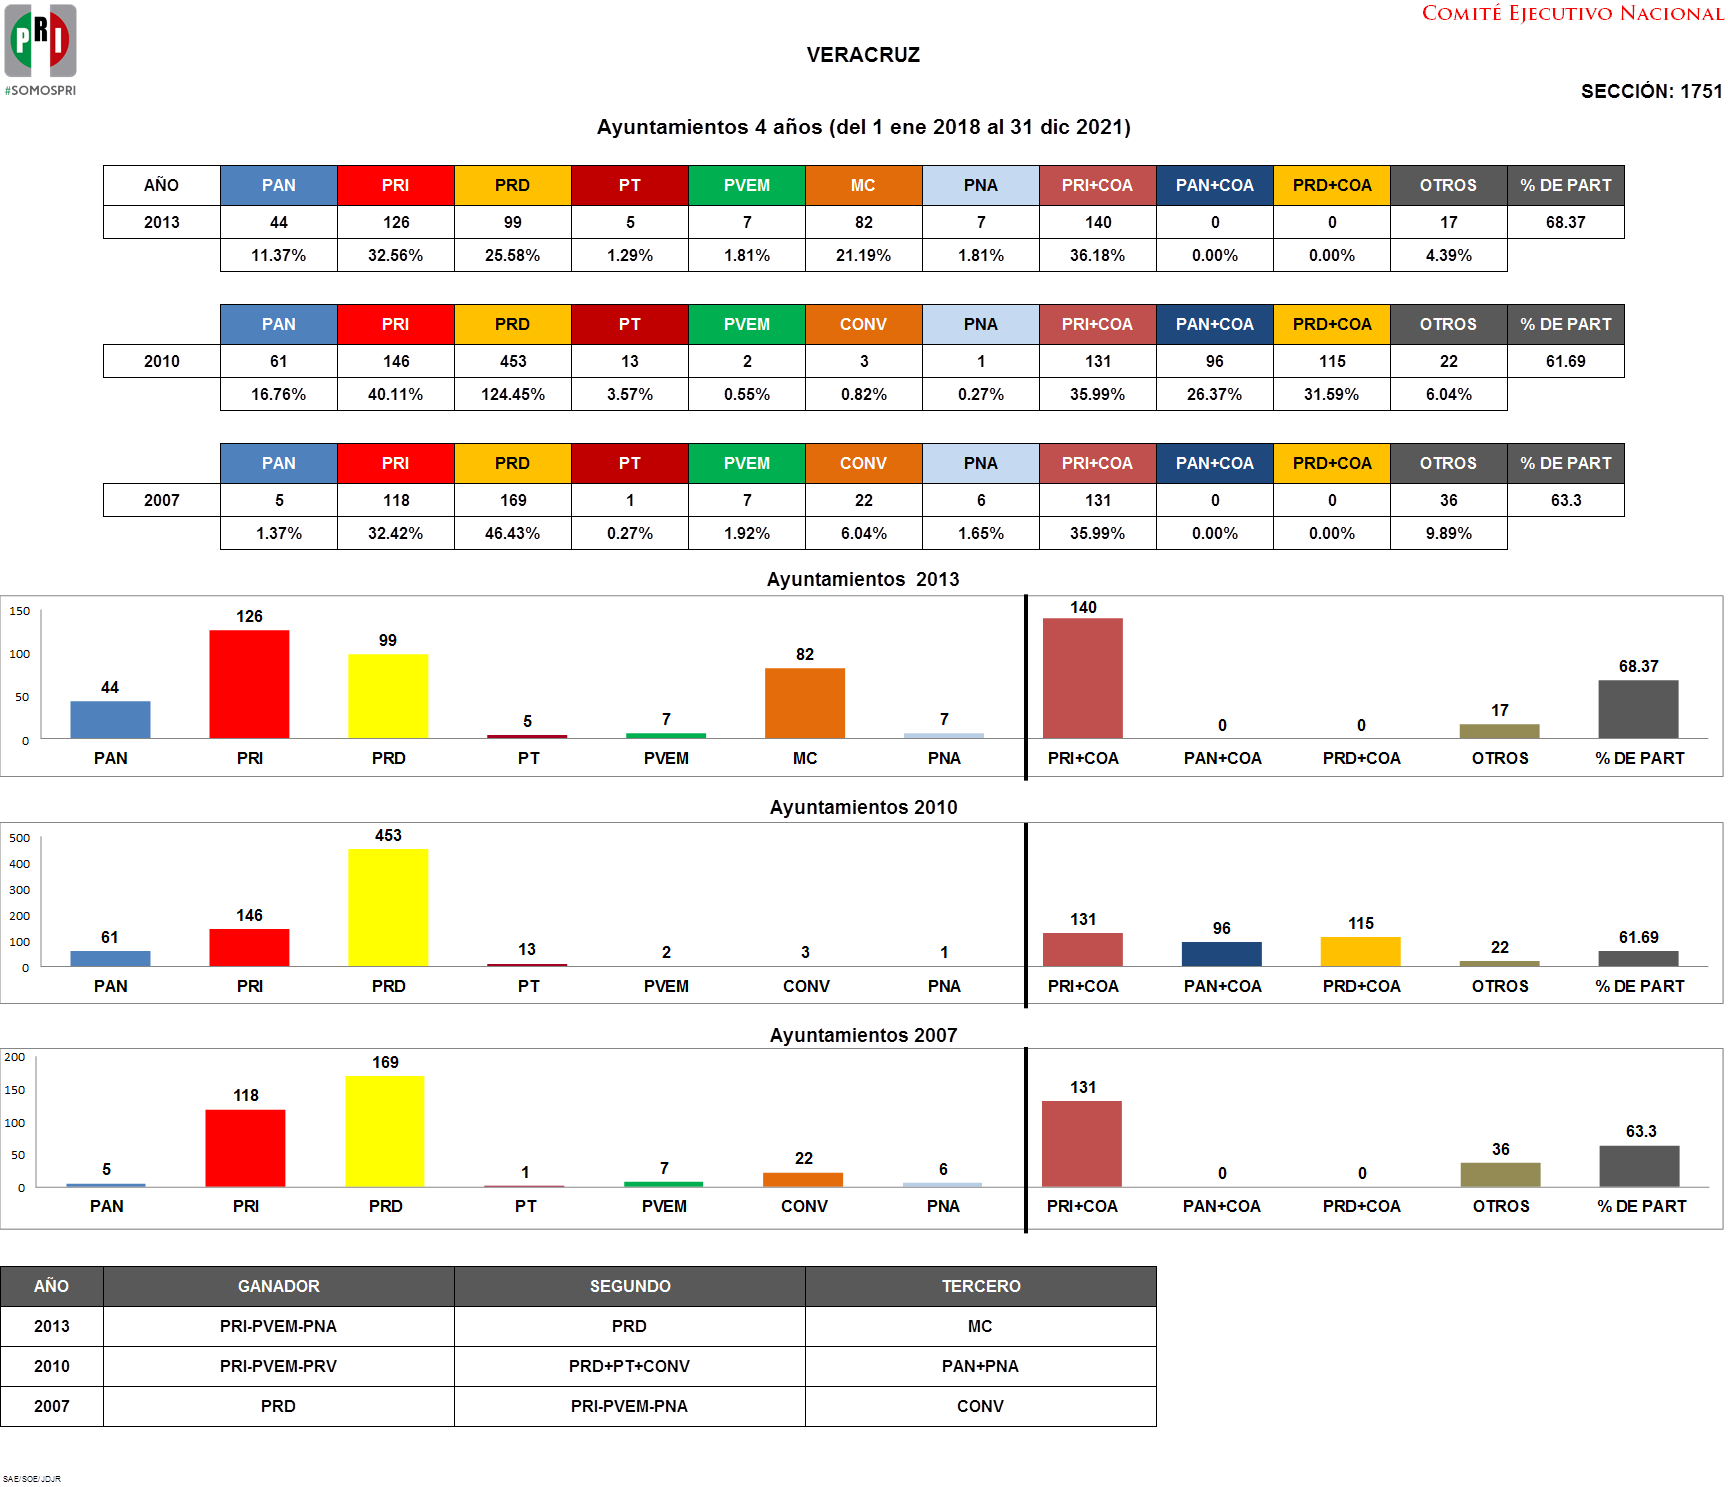 PRI
#SOMOSPRI
COMITÉ EJECUTIVO NACIONAL
VERACRUZ
SECCIÓN: 1751
Ayuntamientos 4 años (del 1 ene 2018 al 31 dic 2021)
AÑO PAN PRI PRD PT PVEM MC PNA PRI+COA PAN+COA PRD+COA OTROS % DE PART
2013 44 126 99 5 7 82 7 140 0 0 17 68.37
11.37% 32.56% 25.58% 1.29% 1.81% 21.19% 1.81% 36.18% 0.00% 0.00% 4.39%
PAN PRI PRD PT PVEM CONV PNA PRI+COA PAN+COA PRD+COA OTROS % DE PART
2010 61 146 453 13 2 3 1 131 96 115 22 61.69
16.76% 40.11% 124.45% 3.57% 0.55% 0.82% 0.27% 35.99% 26.37% 31.59% 6.04%
PAN PRI PRD PT PVEM CONV PNA PRI+COA PAN+COA PRD+COA OTROS % DE PART
2007 5 118 169 1 7 22 6 131 0 0 36 63.3
1.37% 32.42% 46.43% 0.27% 1.92% 6.04% 1.65% 35.99% 0.00% 0.00% 9.89%
Ayuntamientos 2013
150
100
50
0
44 126 99 5 7 82 7 140 0 0 17 68.37
PAN PRI PRD PT PVEM MC PNA PRI+COA PAN+COA PRD+COA OTROS % DE PART
Ayuntamientos 2010
500
400
300
200
100
0
61 146 453 13 2 3 1 131 96 115 22 61.69
PAN PRI PRD PT PVEM CONV PNA PRI+COA PAN+COA PRD+COA OTROS % DE PART
Ayuntamientos 2007
200
150
100
50
0
5 118 169 1 7 22 6 131 0 0 36 63.3
PAN PRI PRD PT PVEM CONV PNA PRI+COA PAN+COA PRD+COA OTROS % DE PART
AÑO GANADOR SEGUNDO TERCERO
2013 PRI-PVEM-PNA PRD MC
2010 PRI-PVEM-PRV PRD+PT+CONV PAN+PNA
2007 PRD PRI-PVEM-PNA CONV
SAE/SOE/JDJR